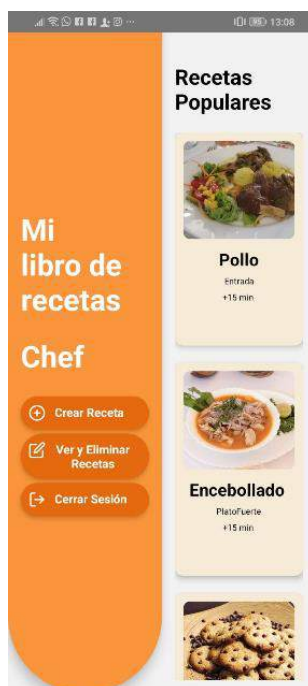 13:08
Mi
libro de
recetas
Chef
Crear Receta
Ver y Eliminar
Recetas
Cerrar Sesión
Recetas
Populares
Pollo
Entrada
+15 min
Encebollado
PlatoFuerte
+15 min